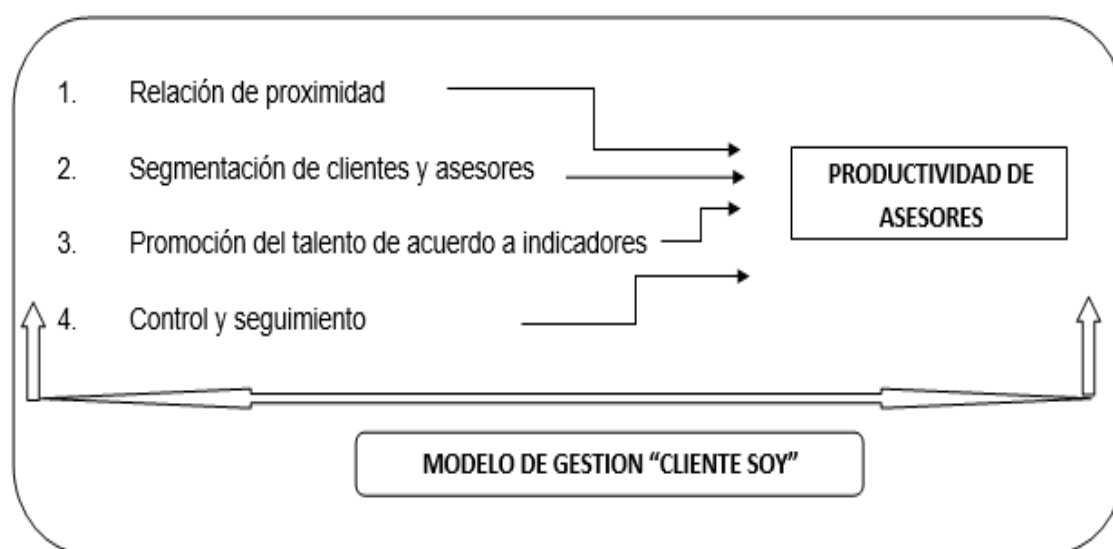 1. Relación de proximidad
2. Segmentación de clientes y asesores
3. Promoción del talento de acuerdo a indicadores
4. Control y seguimiento
PRODUCTIVIDAD DE
ASESORES
MODELO DE GESTION “CLIENTE SOY”